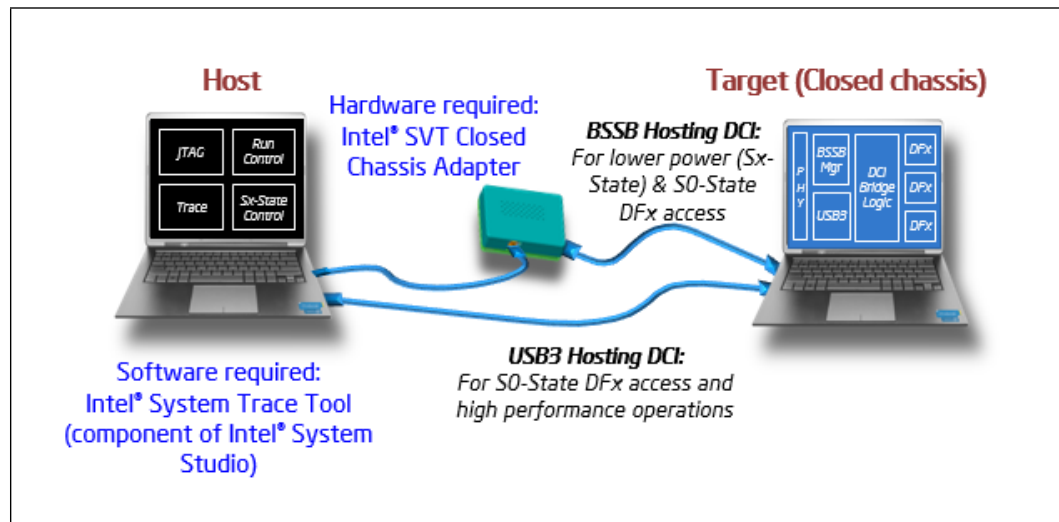 Host
Target (Closed chassis)
Hardware required:
Intel® SVT Closed
Chassis Adapter
BSSB Hosting DCI:
For lower power (Sx-
State) & S0-State
DFx access
JTAG
Run
Control
Trace
Sx-State
Control
P
H
Y
BSSB
Mgr
USB3
DCI
Bridge
Logic
DFx
DFx
DFx
USB3 Hosting DCI:
For S0-State DFx access and
high performance operations
Software required:
Intel® System Trace Tool
(component of Intel® System
Studio)